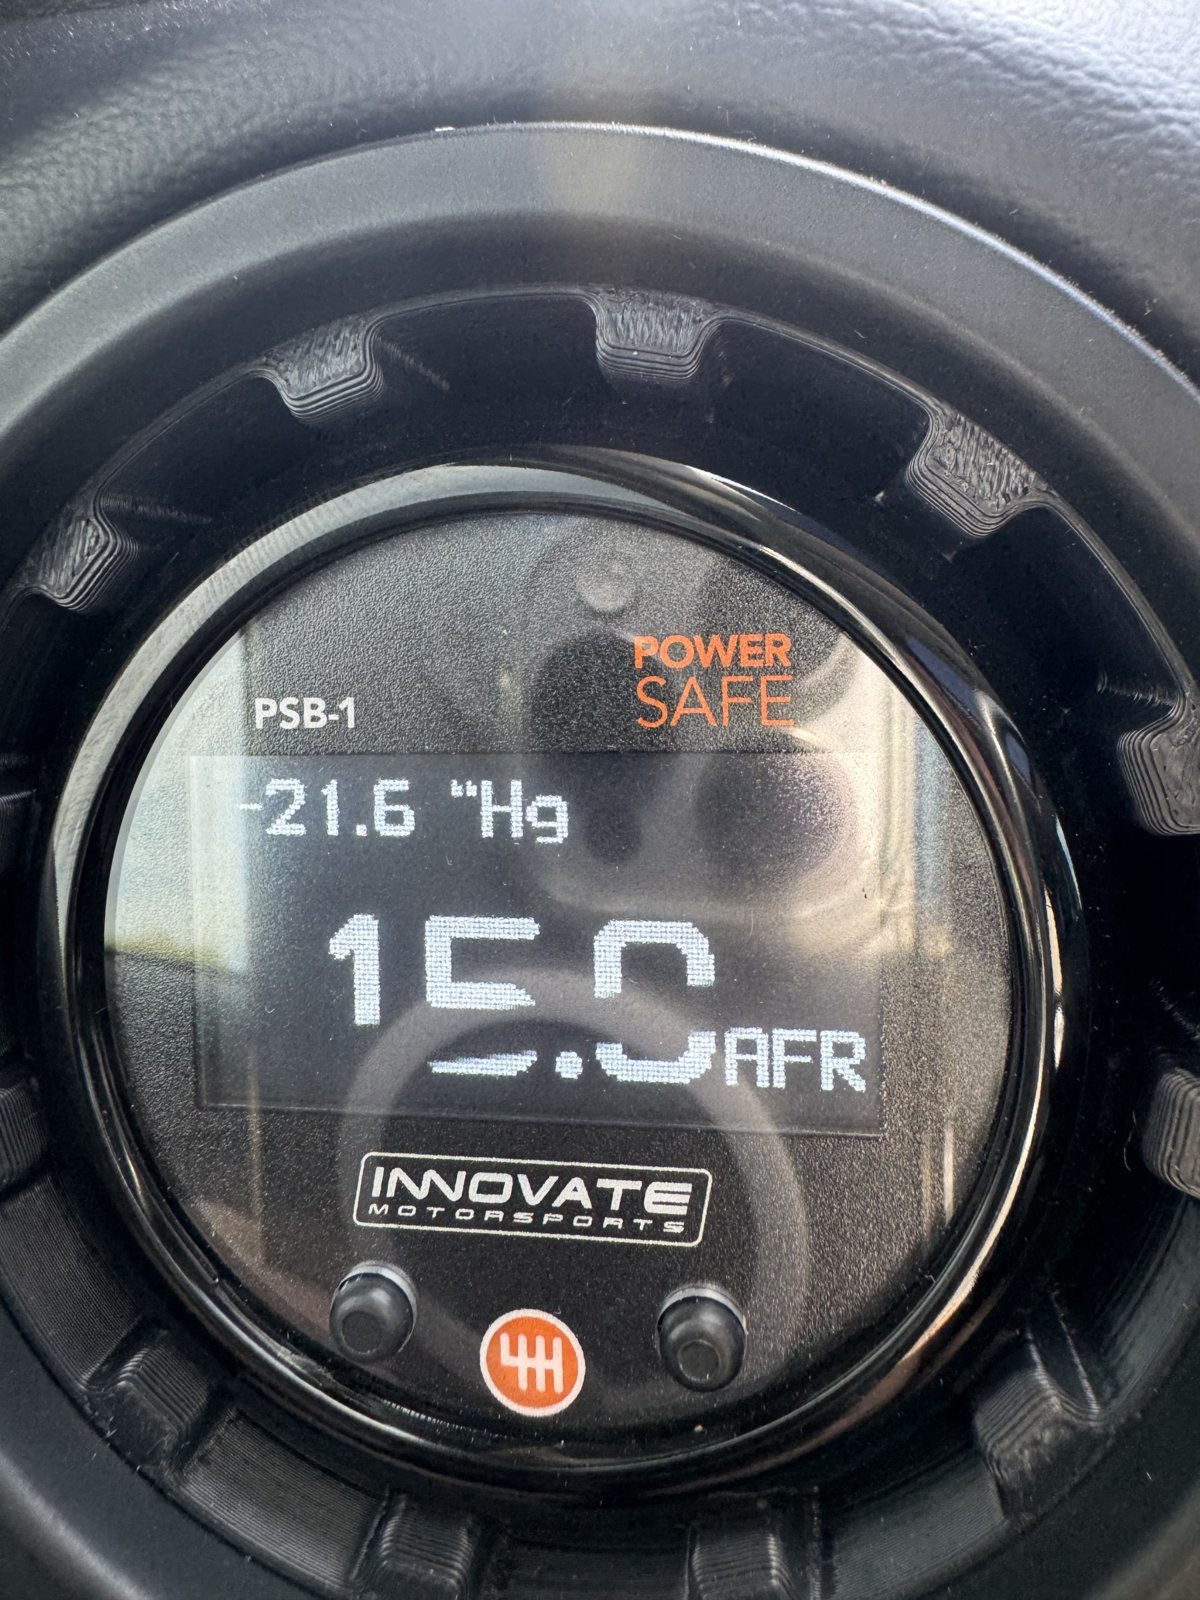 POWER
SAFE
PSB-1
-21.6 "Hg
15.0 AFR
INNOVATE
MOTORSPORTS